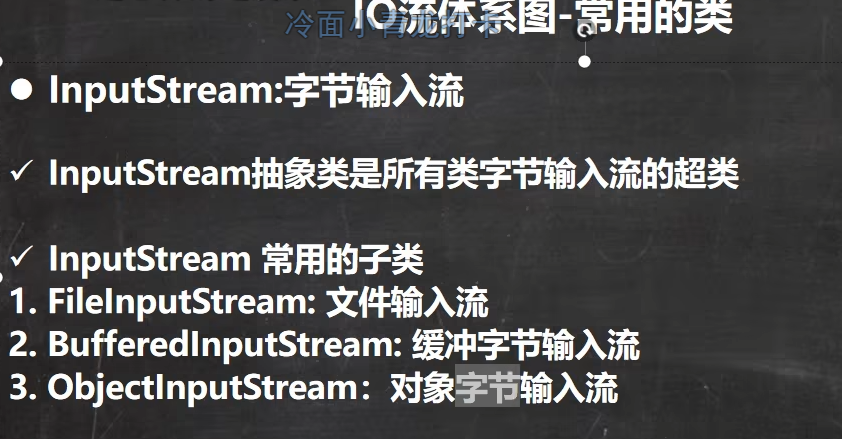 IO流体系图-常用的类
冷面小青龙打卡
InputStream:字节输入流
InputStream抽象类是所有类字节输入流的超类
InputStream 常用的子类
1. FileInputStream: 文件输入流
2. BufferedInputStream: 缓冲字节输入流
3. ObjectInputStream：对象字节输入流